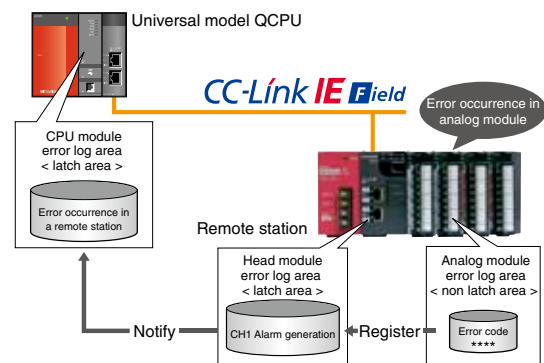 Universal model QCPU
CC-Link IE Field
Error occurrence in
analog module
CPU module
error log area
< latch area >
Error occurrence in
a remote station
Remote station
Head module
error log area
< latch area >
Analog module
error log area
< non latch area >
Notify
CH1 Alarm generation
Register
Error code
****